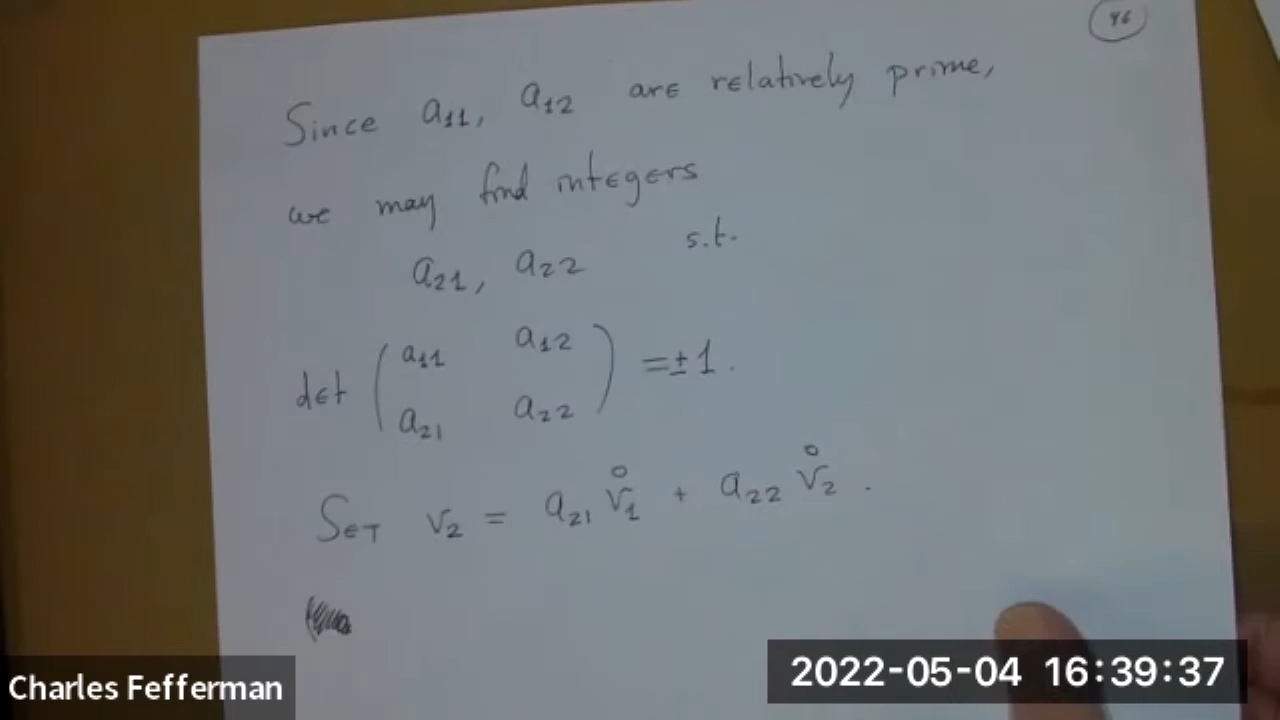 46
Since a₁₁, a₁₂ are relatively prime,
we may find integers
a₂₁, a₂₂ s.t.
det ( a₁₁ a₁₂
a₂₁ a₂₂ ) = ±1.
Set v₂ = a₂₁ v̊₁ + a₂₂ v̊₂.
Charles Fefferman
2022-05-04 16:39:37